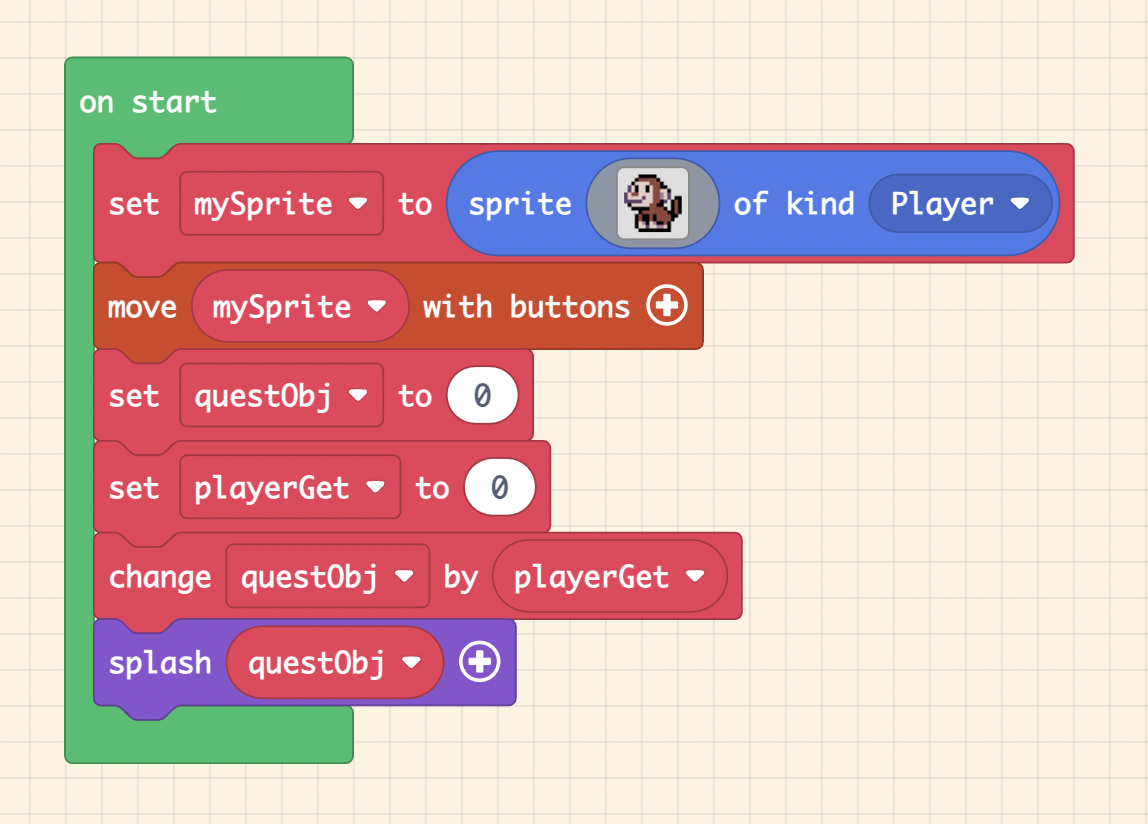 on start
set mySprite to sprite of kind Player
move mySprite with buttons
set questObj to 0
set playerGet to 0
change questObj by playerGet
splash questObj